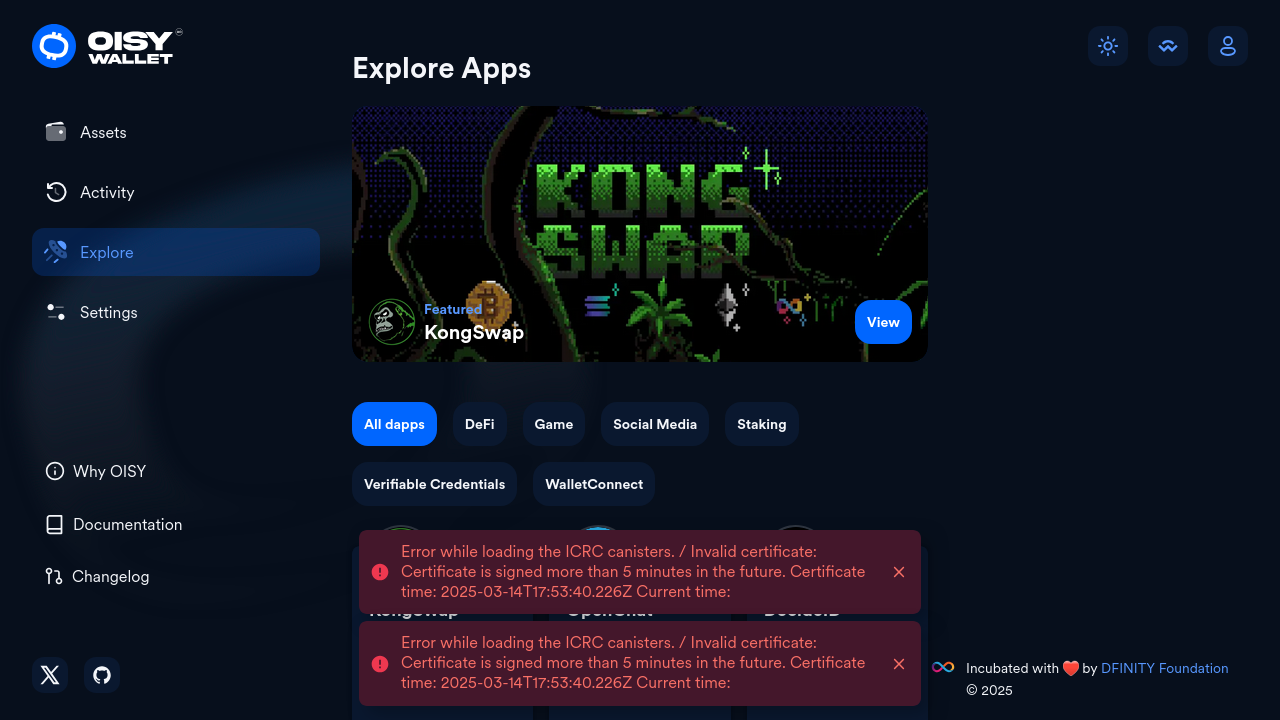 OISY
WALLET
Assets
Activity
Explore
Settings
Why OISY
Documentation
Changelog
Explore Apps
KONG
SWAP
Featured
KongSwap
View
All dapps
DeFi
Game
Social Media
Staking
Verifiable Credentials
WalletConnect
Error while loading the ICRC canisters. / Invalid certificate:
Certificate is signed more than 5 minutes in the future. Certificate
time: 2025-03-14T17:53:40.226Z Current time:
KongSwap
OpenChat
DecideID
Error while loading the ICRC canisters. / Invalid certificate:
Certificate is signed more than 5 minutes in the future. Certificate
time: 2025-03-14T17:53:40.226Z Current time:
Incubated with ❤️ by DFINITY Foundation
© 2025